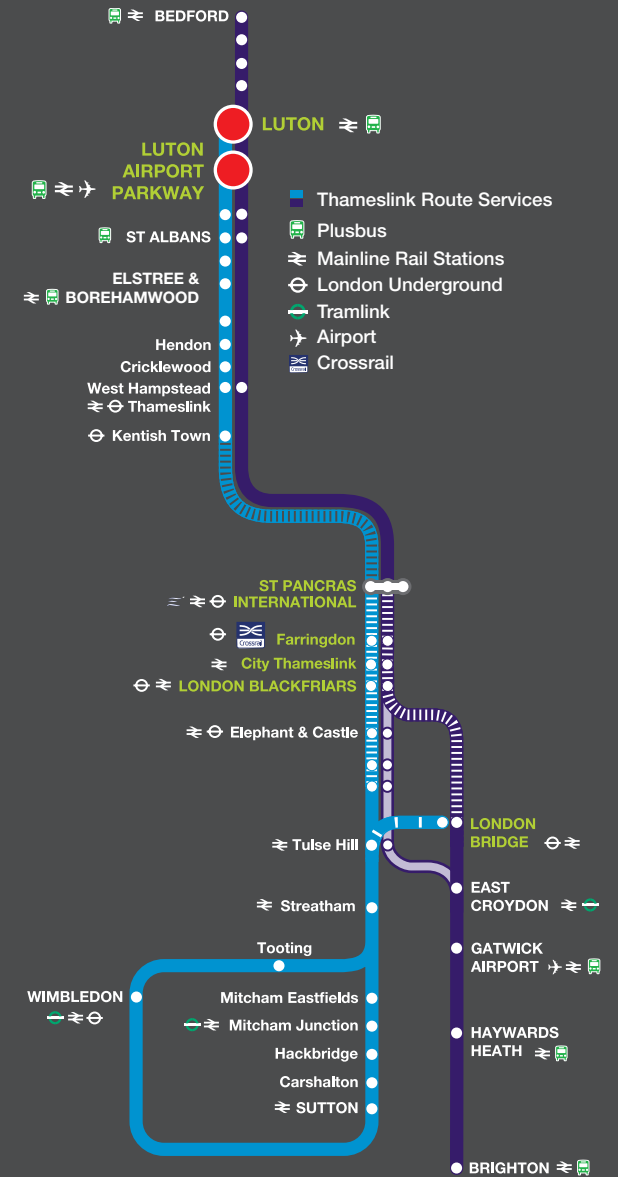 BEDFORD
LUTON
LUTON
AIRPORT
PARKWAY
Thameslink Route Services
Plusbus
Mainline Rail Stations
London Underground
Tramlink
Airport
Crossrail
ST ALBANS
ELSTREE &
BOREHAMWOOD
Hendon
Cricklewood
West Hampstead
Thameslink
Kentish Town
ST PANCRAS
INTERNATIONAL
Crossrail
Farringdon
City Thameslink
LONDON BLACKFRIARS
Elephant & Castle
LONDON
BRIDGE
Tulse Hill
EAST
CROYDON
Streatham
Tooting
GATWICK
AIRPORT
WIMBLEDON
Mitcham Eastfields
Mitcham Junction
HAYWARDS
HEATH
Hackbridge
Carshalton
SUTTON
BRIGHTON